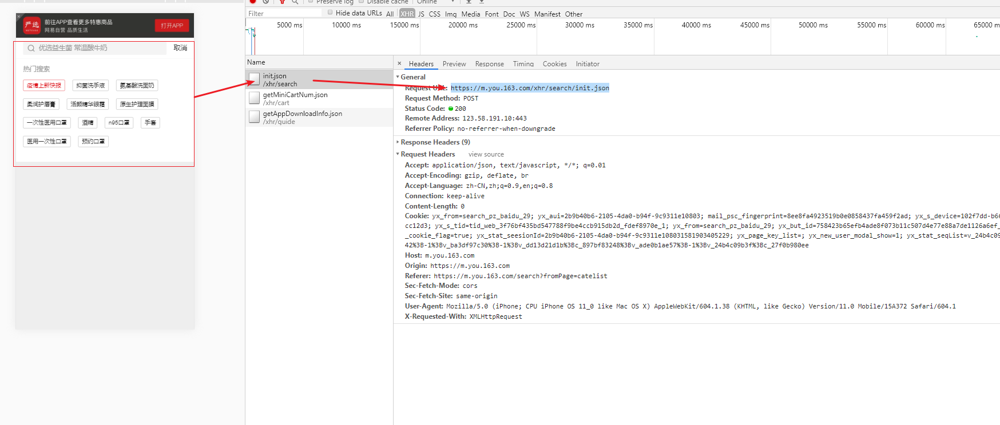 严选
NETEASE
前往APP查看更多特惠商品
网易自营 品质生活
打开APP
优选益生菌 常温酸牛奶
取消
热门搜索
疫情上新快报
抑菌洗手液
氨基酸洗面奶
柔润护唇膏
活颜精华眼霜
原生护理面膜
一次性医用口罩
酒精
n95口罩
手套
医用一次性口罩
预约口罩
Preserve log
Disable cache
Online
Filter
Hide data URLs
All
XHR
JS
CSS
Img
Media
Font
Doc
WS
Manifest
Other
5000 ms
10000 ms
15000 ms
20000 ms
25000 ms
30000 ms
35000 ms
40000 ms
45000 ms
50000 ms
55000 ms
60000 ms
65000 m
Name
init.json
/xhr/search
getMiniCartNum.json
/xhr/cart
getAppDownloadInfo.json
/xhr/guide
× Headers Preview Response Timing Cookies Initiator
General
Request URL: https://m.you.163.com/xhr/search/init.json
Request Method: POST
Status Code: 200
Remote Address: 123.58.191.10:443
Referrer Policy: no-referrer-when-downgrade
Response Headers (9)
Request Headers view source
Accept: application/json, text/javascript, */*; q=0.01
Accept-Encoding: gzip, deflate, br
Accept-Language: zh-CN,zh;q=0.9,en;q=0.8
Connection: keep-alive
Content-Length: 0
Cookie: yx_from=search_pz_baidu_29; yx_aui=2b9b40b6-2105-4da0-b94f-9c9311e10803; mail_psc_fingerprint=8ee8fa4923519b0e0858437fa459f2ad; yx_s_device=102f7dd-b66
cc12d3; yx_s_tid=tid_web_3f76bf435bd547788f9be4ccb915db2d_fdef8970e_1; yx_from=search_pz_baidu_29; yx_but_id=758423b65efb4ade8f073b11c507d4e77e88a7de1126a6ef_
_cookie_flag=true; yx_stat_seesionId=2b9b40b6-2105-4da0-b94f-9c9311e108031581903405229; yx_page_key_list=; yx_new_user_modal_show=1; yx_stat_seqList=v_24b4c09
42%3B-1%3Bv_ba3df97c30%3B-1%3Bv_dd13d21d1b%3Bc_897bf83248%3Bv_ade0b1ae57%3B-1%3Bv_24b4c09b3f%3Bc_27f0b980ee
Host: m.you.163.com
Origin: https://m.you.163.com
Referer: https://m.you.163.com/search?fromPage=catelist
Sec-Fetch-Mode: cors
Sec-Fetch-Site: same-origin
User-Agent: Mozilla/5.0 (iPhone; CPU iPhone OS 11_0 like Mac OS X) AppleWebKit/604.1.38 (KHTML, like Gecko) Version/11.0 Mobile/15A372 Safari/604.1
X-Requested-With: XMLHttpRequest